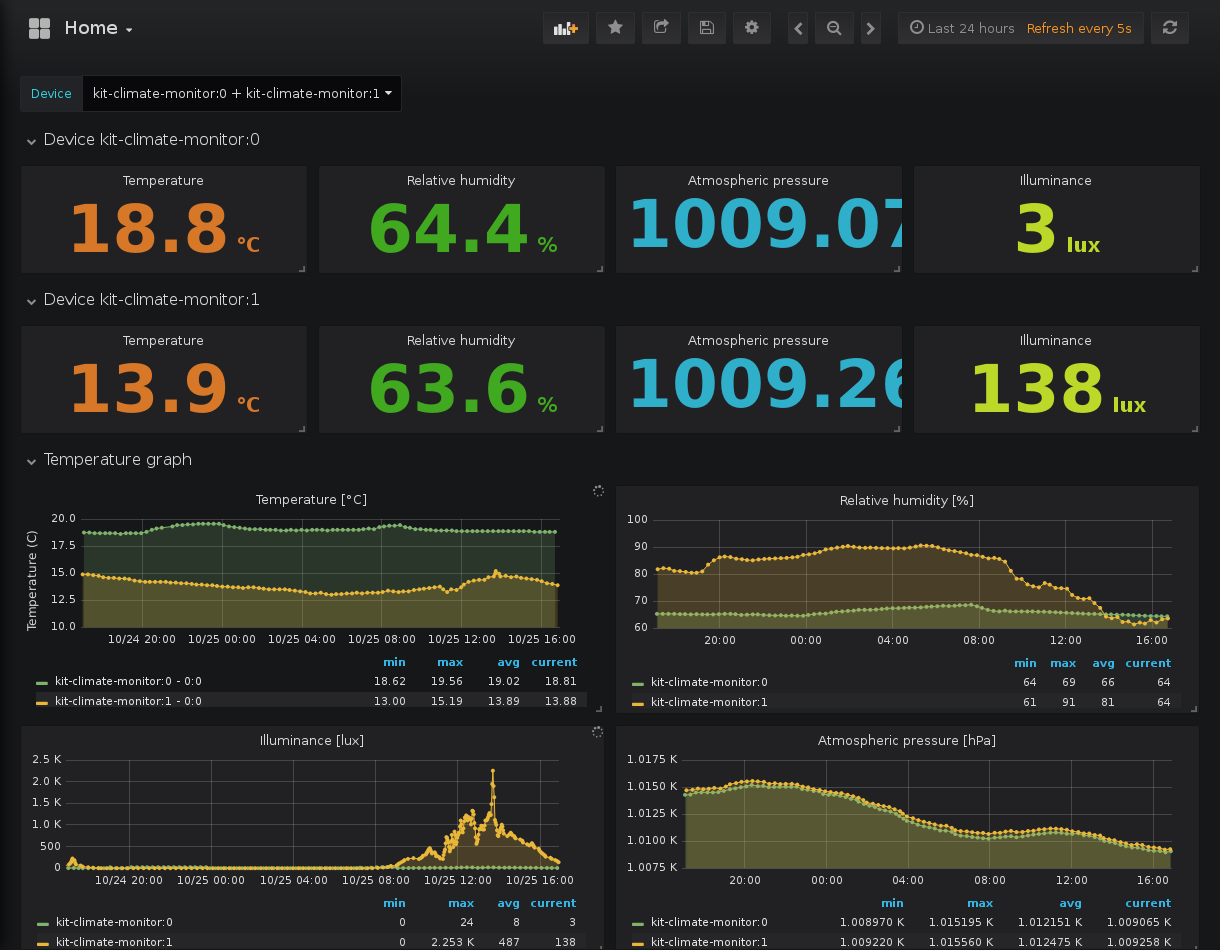 Home
Last 24 hours Refresh every 5s
Device kit-climate-monitor:0 + kit-climate-monitor:1
Device kit-climate-monitor:0
Temperature Relative humidity Atmospheric pressure Illuminance
18.8 °C 64.4 % 1009.07 3 lux
Device kit-climate-monitor:1
Temperature Relative humidity Atmospheric pressure Illuminance
13.9 °C 63.6 % 1009.26 138 lux
Temperature graph
Temperature [°C]
Temperature (C)
20.0
17.5
15.0
12.5
10.0
10/24 20:00 10/25 00:00 10/25 04:00 10/25 08:00 10/25 12:00 10/25 16:00
min max avg current
kit-climate-monitor:0 - 0:0 18.62 19.56 19.02 18.81
kit-climate-monitor:1 - 0:0 13.00 15.19 13.89 13.88
Relative humidity [%]
100
90
80
70
60
20:00 00:00 04:00 08:00 12:00 16:00
min max avg current
kit-climate-monitor:0 64 69 66 64
kit-climate-monitor:1 61 91 81 64
Illuminance [lux]
2.5 K
2.0 K
1.5 K
1.0 K
500
0
10/24 20:00 10/25 00:00 10/25 04:00 10/25 08:00 10/25 12:00 10/25 16:00
min max avg current
kit-climate-monitor:0 0 24 8 3
kit-climate-monitor:1 0 2.253 K 487 138
Atmospheric pressure [hPa]
1.0175 K
1.0150 K
1.0125 K
1.0100 K
1.0075 K
20:00 00:00 04:00 08:00 12:00 16:00
min max avg current
kit-climate-monitor:0 1.008970 K 1.015195 K 1.012151 K 1.009065 K
kit-climate-monitor:1 1.009220 K 1.015560 K 1.012475 K 1.009258 K